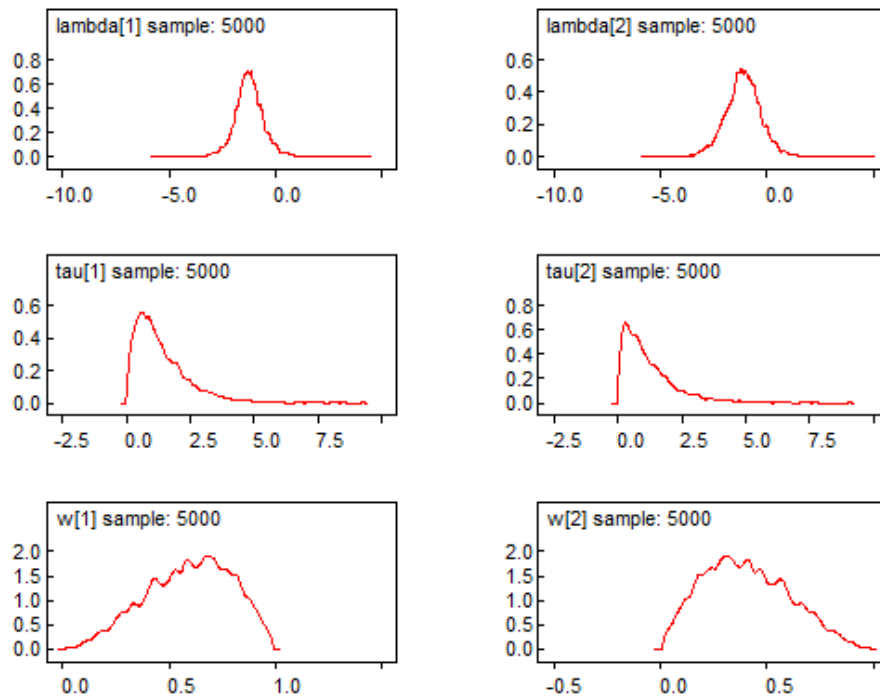 lambda[1] sample: 5000
0.8
0.6
0.4
0.2
0.0
-10.0 -5.0 0.0
lambda[2] sample: 5000
0.6
0.4
0.2
0.0
-10.0 -5.0 0.0
tau[1] sample: 5000
0.6
0.4
0.2
0.0
-2.5 0.0 2.5 5.0 7.5
tau[2] sample: 5000
0.8
0.6
0.4
0.2
0.0
-2.5 0.0 2.5 5.0 7.5
w[1] sample: 5000
2.0
1.5
1.0
0.5
0.0
0.0 0.5 1.0
w[2] sample: 5000
2.0
1.5
1.0
0.5
0.0
-0.5 0.0 0.5